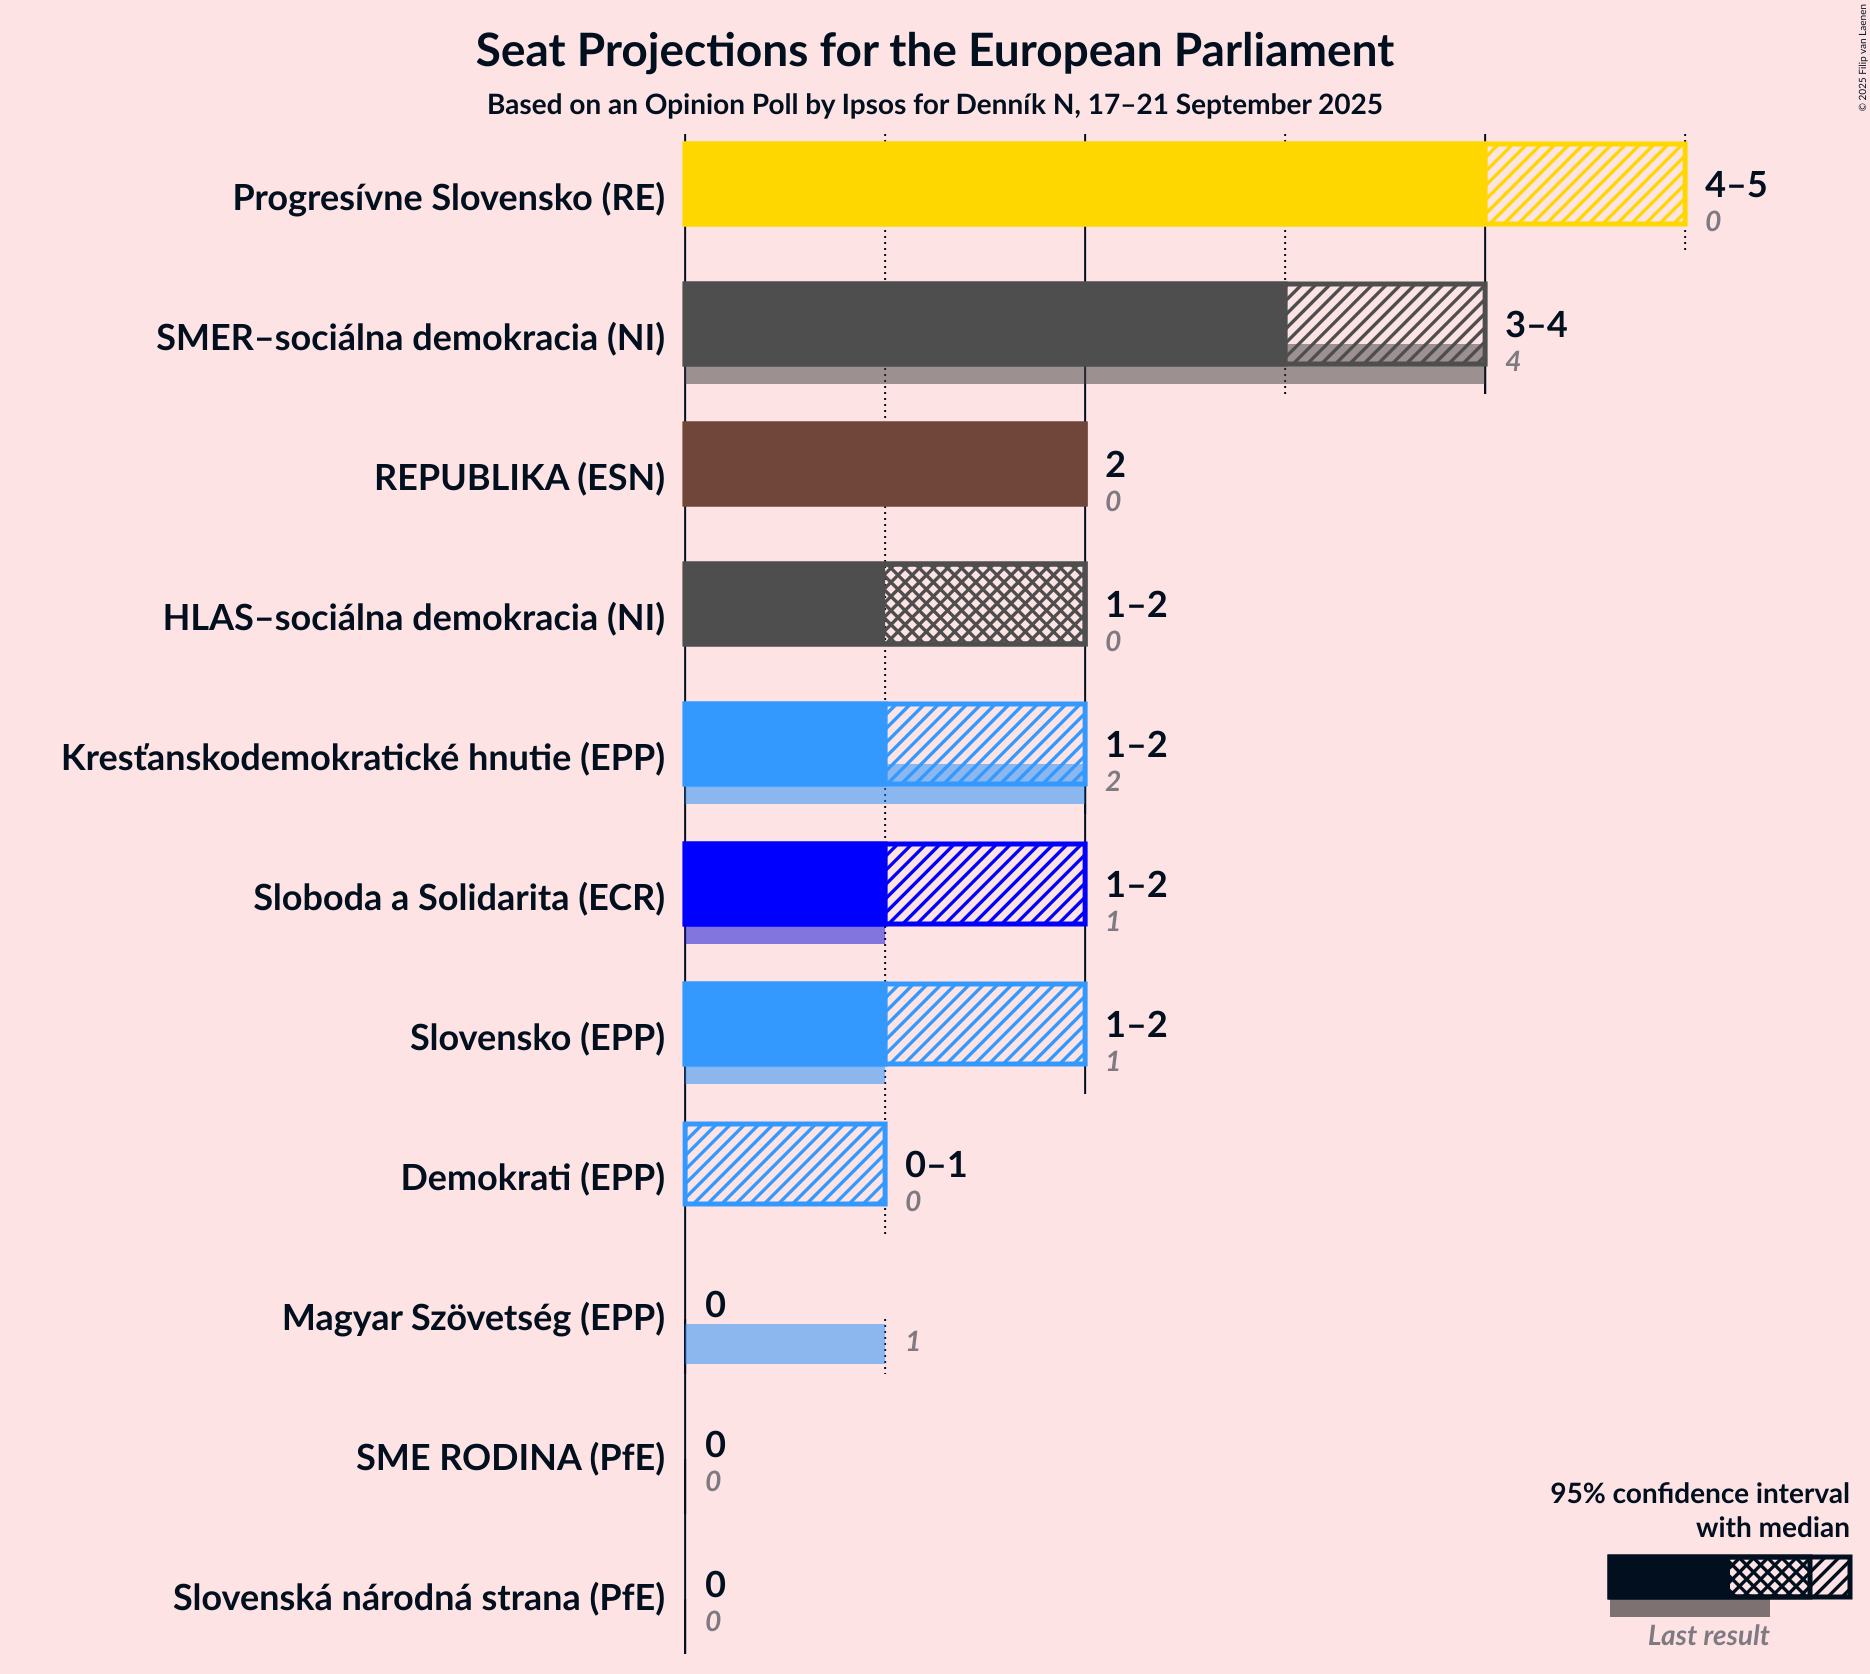 Seat Projections for the European Parliament
Based on an Opinion Poll by Ipsos for Denník N, 17–21 September 2025
© 2025 Filip van Laenen
Progresívne Slovensko (RE)
4–5
0
SMER–sociálna demokracia (NI)
3–4
4
REPUBLIKA (ESN)
2
0
HLAS–sociálna demokracia (NI)
1–2
0
Kresťanskodemokratické hnutie (EPP)
1–2
2
Sloboda a Solidarita (ECR)
1–2
1
Slovensko (EPP)
1–2
1
Demokrati (EPP)
0–1
0
Magyar Szövetség (EPP)
0
1
SME RODINA (PfE)
0
0
Slovenská národná strana (PfE)
0
0
95% confidence interval
with median
Last result